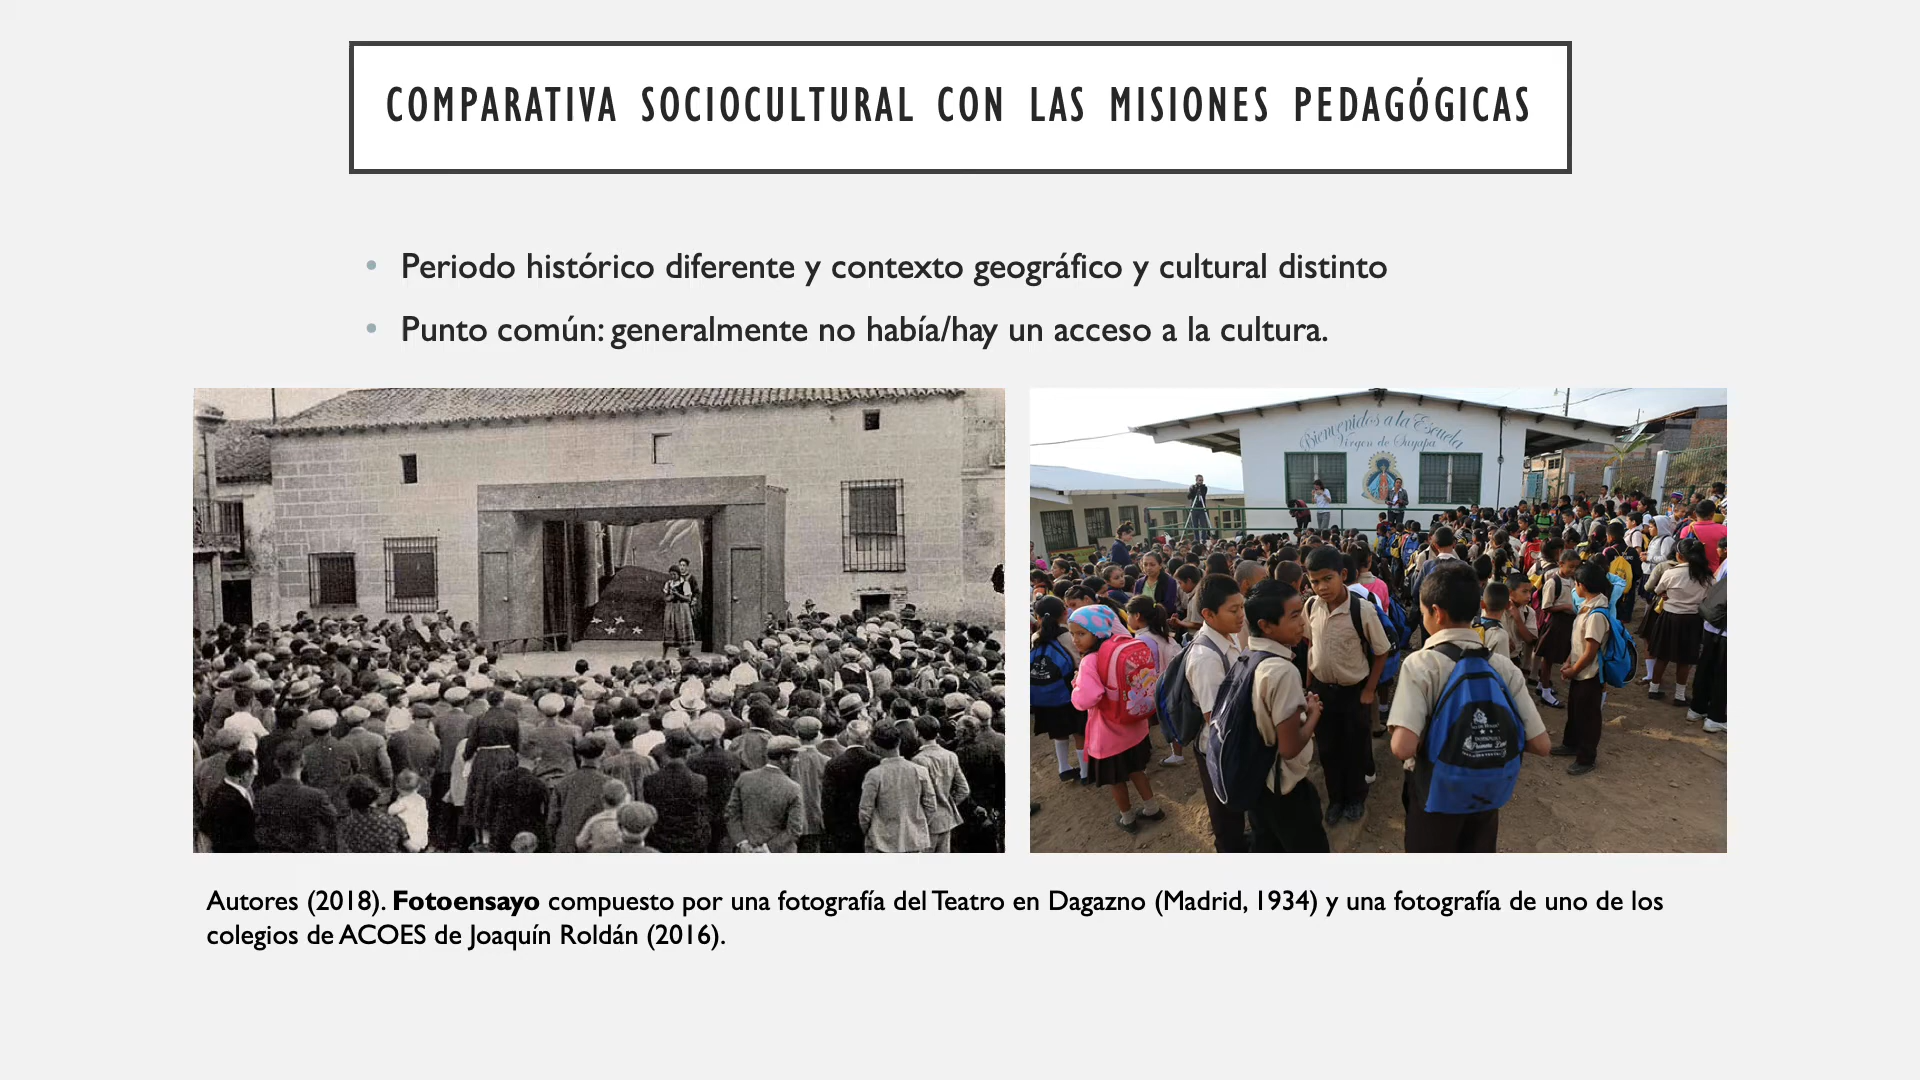 COMPARATIVA SOCIOCULTURAL CON LAS MISIONES PEDAGÓGICAS
• Periodo histórico diferente y contexto geográfico y cultural distinto
• Punto común: generalmente no había/hay un acceso a la cultura.
Bienvenidos a la Escuela
Virgen de Suyapa
Autores (2018). Fotoensayo compuesto por una fotografía del Teatro en Dagazno (Madrid, 1934) y una fotografía de uno de los
colegios de ACOES de Joaquín Roldán (2016).